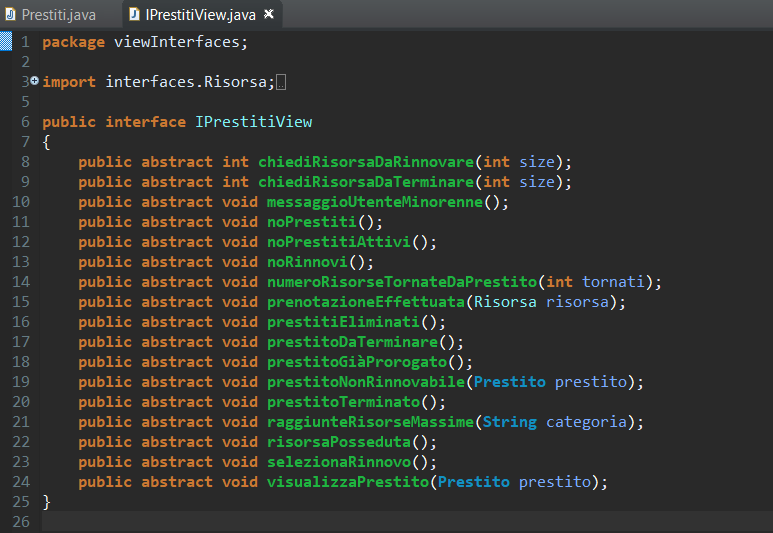 Prestiti.java IPrestitiView.java
1 package viewInterfaces;
2
3 import interfaces.Risorsa;
5
6 public interface IPrestitiView
7 {
8 public abstract int chiediRisorsaDaRinnovare(int size);
9 public abstract int chiediRisorsaDaTerminare(int size);
10 public abstract void messaggioUtenteMinorenne();
11 public abstract void noPrestiti();
12 public abstract void noPrestitiAttivi();
13 public abstract void noRinnovi();
14 public abstract void numeroRisorseTornateDaPrestito(int tornati);
15 public abstract void prenotazioneEffettuata(Risorsa risorsa);
16 public abstract void prestitiEliminati();
17 public abstract void prestitoDaTerminare();
18 public abstract void prestitoGiàProrogato();
19 public abstract void prestitoNonRinnovabile(Prestito prestito);
20 public abstract void prestitoTerminato();
21 public abstract void raggiunteRisorseMassime(String categoria);
22 public abstract void risorsaPosseduta();
23 public abstract void selezionaRinnovo();
24 public abstract void visualizzaPrestito(Prestito prestito);
25 }
26